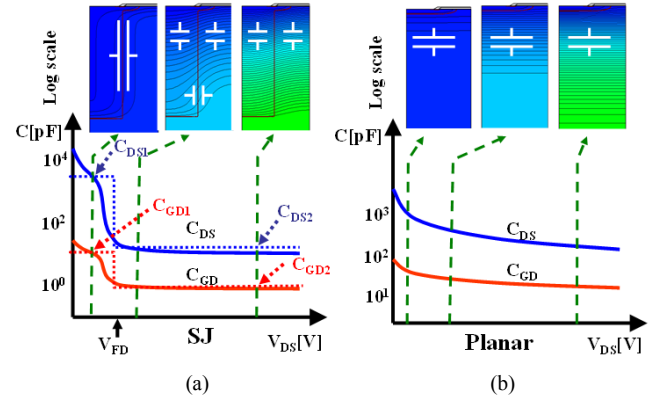 Log scale
C[pF]
10^4
10^2
10^0
C_DS1
C_GD1
C_DS2
C_DS
C_GD2
C_GD
V_FD
SJ
V_DS[V]
(a)
Log scale
C[pF]
10^3
10^2
10^1
C_DS
C_GD
Planar
V_DS[V]
(b)